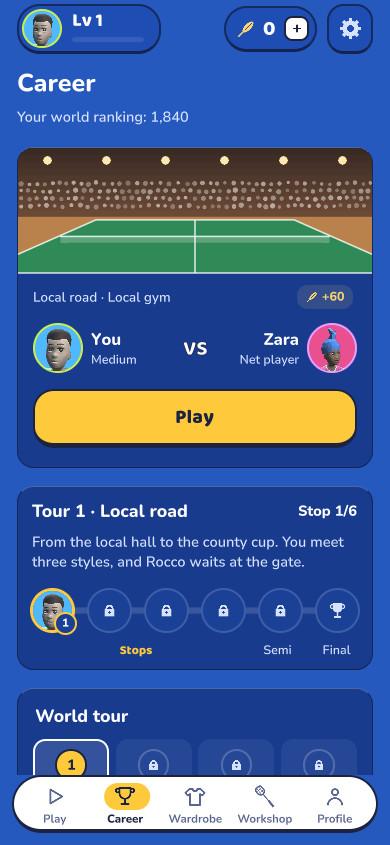 Lv 1
0
+
Career
Your world ranking: 1,840
Local road · Local gym
+60
You
Medium
VS
Zara
Net player
Play
Tour 1 · Local road
Stop 1/6
From the local hall to the county cup. You meet
three styles, and Rocco waits at the gate.
1
Stops
Semi
Final
World tour
1
Play
Career
Wardrobe
Workshop
Profile